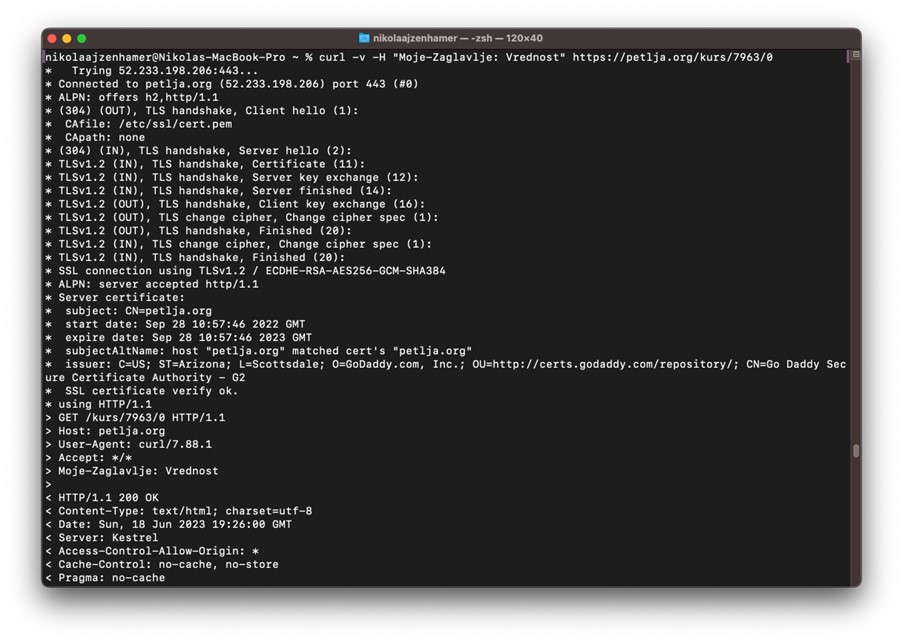 nikolaajzenhamer — -zsh — 120×40
nikolaajzenhamer@Nikolas-MacBook-Pro ~ % curl -v -H "Moje-Zaglavlje: Vrednost" https://petlja.org/kurs/7963/0
*   Trying 52.233.198.206:443...
* Connected to petlja.org (52.233.198.206) port 443 (#0)
* ALPN: offers h2,http/1.1
* (304) (OUT), TLS handshake, Client hello (1):
*  CAfile: /etc/ssl/cert.pem
*  CApath: none
* (304) (IN), TLS handshake, Server hello (2):
* TLSv1.2 (IN), TLS handshake, Certificate (11):
* TLSv1.2 (IN), TLS handshake, Server key exchange (12):
* TLSv1.2 (IN), TLS handshake, Server finished (14):
* TLSv1.2 (OUT), TLS handshake, Client key exchange (16):
* TLSv1.2 (OUT), TLS change cipher, Change cipher spec (1):
* TLSv1.2 (OUT), TLS handshake, Finished (20):
* TLSv1.2 (IN), TLS change cipher, Change cipher spec (1):
* TLSv1.2 (IN), TLS handshake, Finished (20):
* SSL connection using TLSv1.2 / ECDHE-RSA-AES256-GCM-SHA384
* ALPN: server accepted http/1.1
* Server certificate:
*  subject: CN=petlja.org
*  start date: Sep 28 10:57:46 2022 GMT
*  expire date: Sep 28 10:57:46 2023 GMT
*  subjectAltName: host "petlja.org" matched cert's "petlja.org"
*  issuer: C=US; ST=Arizona; L=Scottsdale; O=GoDaddy.com, Inc.; OU=http://certs.godaddy.com/repository/; CN=Go Daddy Sec
ure Certificate Authority - G2
*  SSL certificate verify ok.
* using HTTP/1.1
> GET /kurs/7963/0 HTTP/1.1
> Host: petlja.org
> User-Agent: curl/7.88.1
> Accept: */*
> Moje-Zaglavlje: Vrednost
>
< HTTP/1.1 200 OK
< Content-Type: text/html; charset=utf-8
< Date: Sun, 18 Jun 2023 19:26:00 GMT
< Server: Kestrel
< Access-Control-Allow-Origin: *
< Cache-Control: no-cache, no-store
< Pragma: no-cache